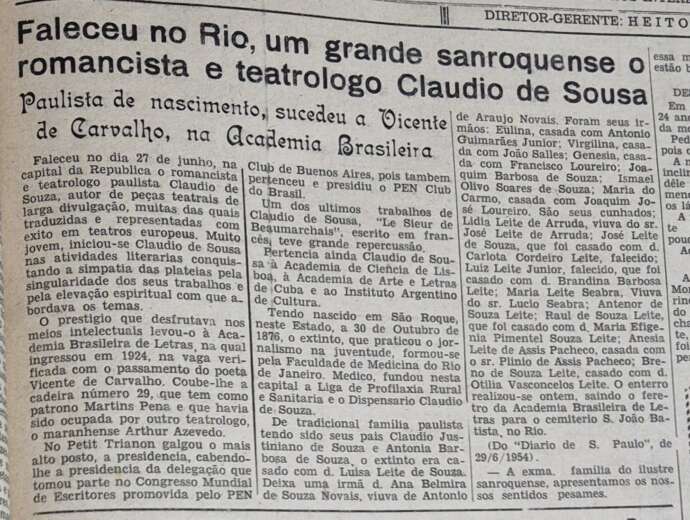 DIRETOR-GERENTE: HEITO
Faleceu no Rio, um grande sanroquense o
romancista e teatrologo Claudio de Sousa
Paulista de nascimento, sucedeu a Vicente
de Carvalho, na Academia Brasileira
Faleceu no dia 27 de junho, na
capital da Republica o romancista
e teatrologo paulista Claudio de
Souza, autor de peças teatrais de
larga divulgação, muitas das quais
traduzidas e representadas com
exito em teatros europeus. Muito
jovem, iniciou-se Claudio de Sousa
nas atividades literarias conquis-
tando a simpatia das plateias pela
singularidade dos seus trabalhos e
pela elevação espiritual com que a-
bordava os temas.
O prestigio que desfrutava nos
meios intelectuais levou-o à Aca-
demia Brasileira de Letras, na qual
ingressou em 1924, na vaga veri-
ficada com o passamento do poeta
Vicente de Carvalho. Coube-lhe a
cadeira número 29, que tem como
patrono Martins Pena e que havia
sido ocupada por outro teatrologo,
o maranhense Arthur Azevedo.
No Petit Trianon galgou o mais
alto posto, a presidencia, cabendo-
lhe a presidencia da delegação que
tomou parte no Congresso Mundial
de Escritores promovida pelo PEN
Club de Buenos Aires, pois tambem
pertenceu e presidiu o PEN Club
do Brasil.
Um dos ultimos trabalhos de
Claudio de Sousa, "Le Sieur de
Beaumarchais", escrito em fran-
cés, teve grande repercussão.
Pertencia ainda Claudio de Sou-
sa à Academia de Ciência de Lis-
boa, à Academia de Arte e Letras
de Cuba e ao Instituto Argentino
de Cultura.
Tendo nascido em São Roque,
neste Estado, a 30 de Outubro de
1876, o extinto, que praticou o jor-
nalismo na juventude, formou-se
pela Faculdade de Medicina do Rio
de Janeiro. Medico, fundou nesta
capital a Liga de Profilaxia Rural
e Sanitaria e o Dispensario Claudio
de Souza.
De tradicional familia paulista
tendo sido seus pais Claudio Jus-
tiniano de Souza e Antonia Barbo-
sa de Souza, o extinto era ca-
sado com d. Luisa Leite de Souza.
Deixa uma irmã d. Ana Belmira
de Souza Novais, viuva de Antonio
de Araujo Novais. Foram seus ir-
mãos: Eulina, casada com Antonio
Guimarães Junior; Virgilina, casa-
da com João Salles; Genesia, casa-
da com Francisco Loureiro; Joa-
quim Barbosa de Souza; Ismael
Olivo Soares de Souza; Maria do
Carmo, casada com Joaquim Jo-
sé Loureiro. São seus cunhados;
Lidia Leite de Arruda, viuva do sr.
José Leite de Arruda; José Leite
de Souza, que foi casado com d.
Carlota Cordeiro Leite, falecido;
Luiz Leite Junior, falecido, que foi
casado com d. Brandina Barbosa
Leite; Maria Leite Seabra, Viuva
do sr. Lucio Seabra; Antenor de
Souza Leite; Raul de Souza Leite,
que foi casado com d. Maria Efige-
nia Pimentel Souza Leite; Anesia
Leite de Assis Pacheco, casada com
o sr. Plinio de Assis Pacheco; Bre-
no de Souza Leite, casado com d.
Otilia Vasconcelos Leite. O enterro
realizou-se ontem, saindo o fere-
tro da Academia Brasileira de Le-
tras para o cemiterio S. João Ba-
tista, no Rio.
(Do "Diario de S. Paulo", de
29/6/1954).
— A exma. familia do ilustre
sanroquense, apresentamos os nos-
sos sentidos pesames.